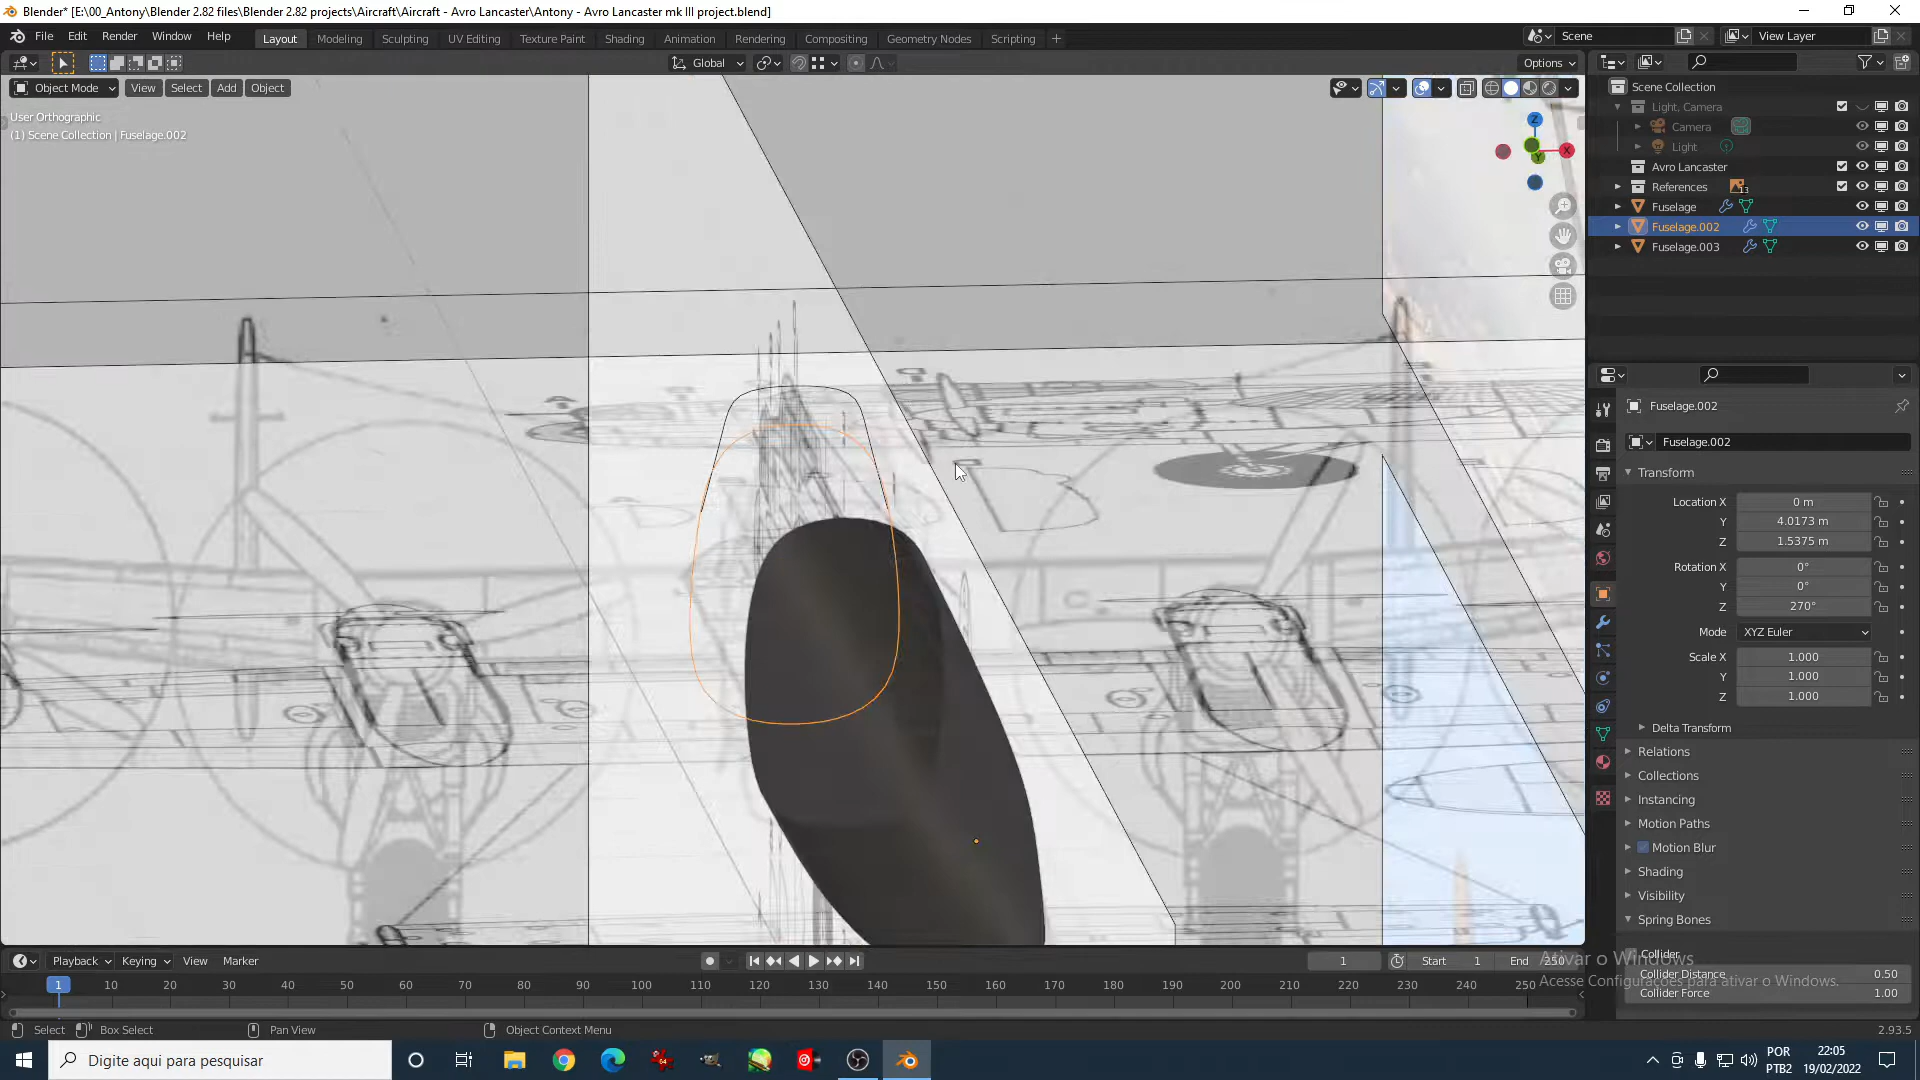 Blender* [E:\00_Antony\Blender 2.82 files\Blender 2.82 projects\Aircraft\Aircraft - Avro Lancaster\Antony - Avro Lancaster mk III project.blend]
File Edit Render Window Help Layout Modeling Sculpting UV Editing Texture Paint Shading Animation Rendering Compositing Geometry Nodes Scripting + Scene View Layer
Global Options
Object Mode View Select Add Object
User Orthographic
(1) Scene Collection | Fuselage.002
Z
X
Y
Scene Collection
Light, Camera
Camera
Light
Avro Lancaster
References 13
Fuselage
Fuselage.002
Fuselage.003
Fuselage.002
Fuselage.002
Transform
Location X 0 m
Y 4.0173 m
Z 1.5375 m
Rotation X 0°
Y 0°
Z 270°
Mode XYZ Euler
Scale X 1.000
Y 1.000
Z 1.000
Delta Transform
Relations
Collections
Instancing
Motion Paths
Motion Blur
Shading
Visibility
Spring Bones
Collider
Collider Distance 0.50
Collider Force 1.00
Ativar o Windows
Acesse Configurações para ativar o Windows.
Playback Keying View Marker 1 Start 1 End 250
1 10 20 30 40 50 60 70 80 90 100 110 120 130 140 150 160 170 180 190 200 210 220 230 240 250
Select Box Select Pan View Object Context Menu 2.93.5
Digite aqui para pesquisar
POR
PTB2
22:05
19/02/2022